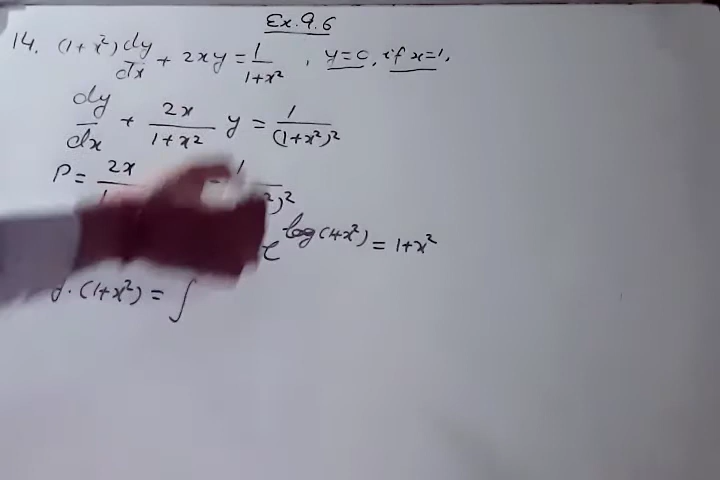 Ex. 9.6
14. (1+x²) dy/dx + 2xy = 1/1+x² , y=0, if x=1,
dy/dx + 2x/1+x² y = 1/(1+x²)²
P = 2x
e^log(1+x²) = 1+x²
y. (1+x²) = ∫